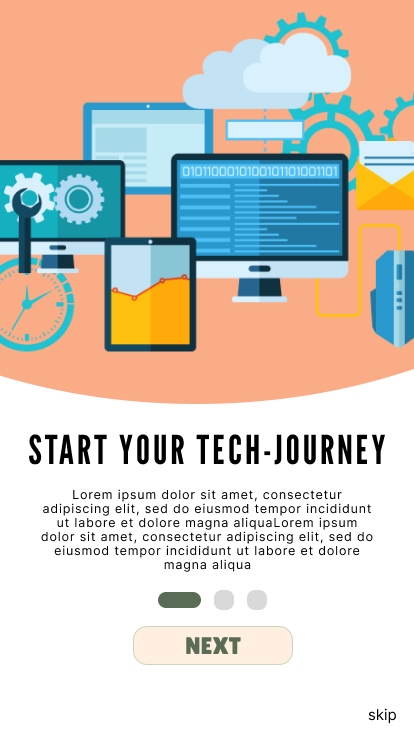 010110001010010110100101101
START YOUR TECH-JOURNEY
Lorem ipsum dolor sit amet, consectetur
adipiscing elit, sed do eiusmod tempor incididunt
ut labore et dolore magna aliquaLorem ipsum
dolor sit amet, consectetur adipiscing elit, sed do
eiusmod tempor incididunt ut labore et dolore
magna aliqua
NEXT
skip